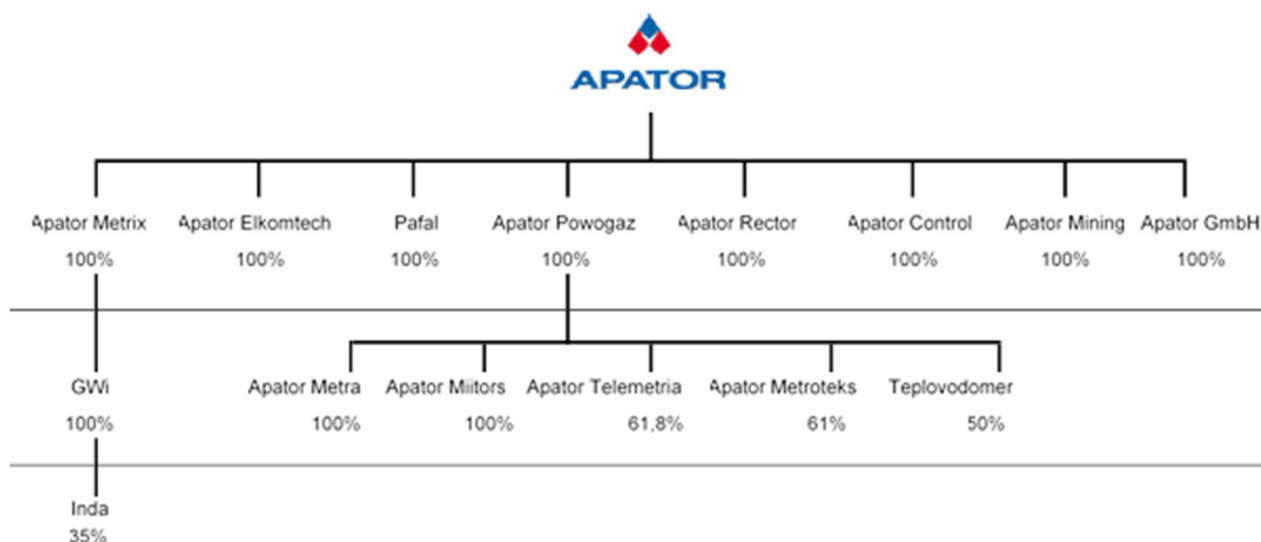 APATOR
Apator Metrix Apator Elkomtech Pafal Apator Powogaz Apator Rector Apator Control Apator Mining Apator GmbH
100% 100% 100% 100% 100% 100% 100% 100%
GWi Apator Metra Apator Miitors Apator Telemetria Apator Metroteks Teplovodomer
100% 100% 100% 61,8% 61% 50%
Inda
35%